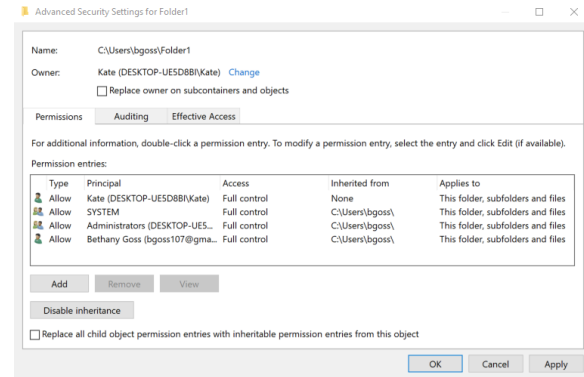 Advanced Security Settings for Folder1
Name: C:\Users\bgoss\Folder1
Owner: Kate (DESKTOP-UE5D8BI\Kate) Change
Replace owner on subcontainers and objects
Permissions Auditing Effective Access
For additional information, double-click a permission entry. To modify a permission entry, select the entry and click Edit (if available).
Permission entries:
Type Principal Access Inherited from Applies to
Allow Kate (DESKTOP-UE5D8BI\Kate) Full control None This folder, subfolders and files
Allow SYSTEM Full control C:\Users\bgoss\ This folder, subfolders and files
Allow Administrators (DESKTOP-UE5... Full control C:\Users\bgoss\ This folder, subfolders and files
Allow Bethany Goss (bgoss107@gma... Full control C:\Users\bgoss\ This folder, subfolders and files
Add Remove View
Disable inheritance
Replace all child object permission entries with inheritable permission entries from this object
OK Cancel Apply